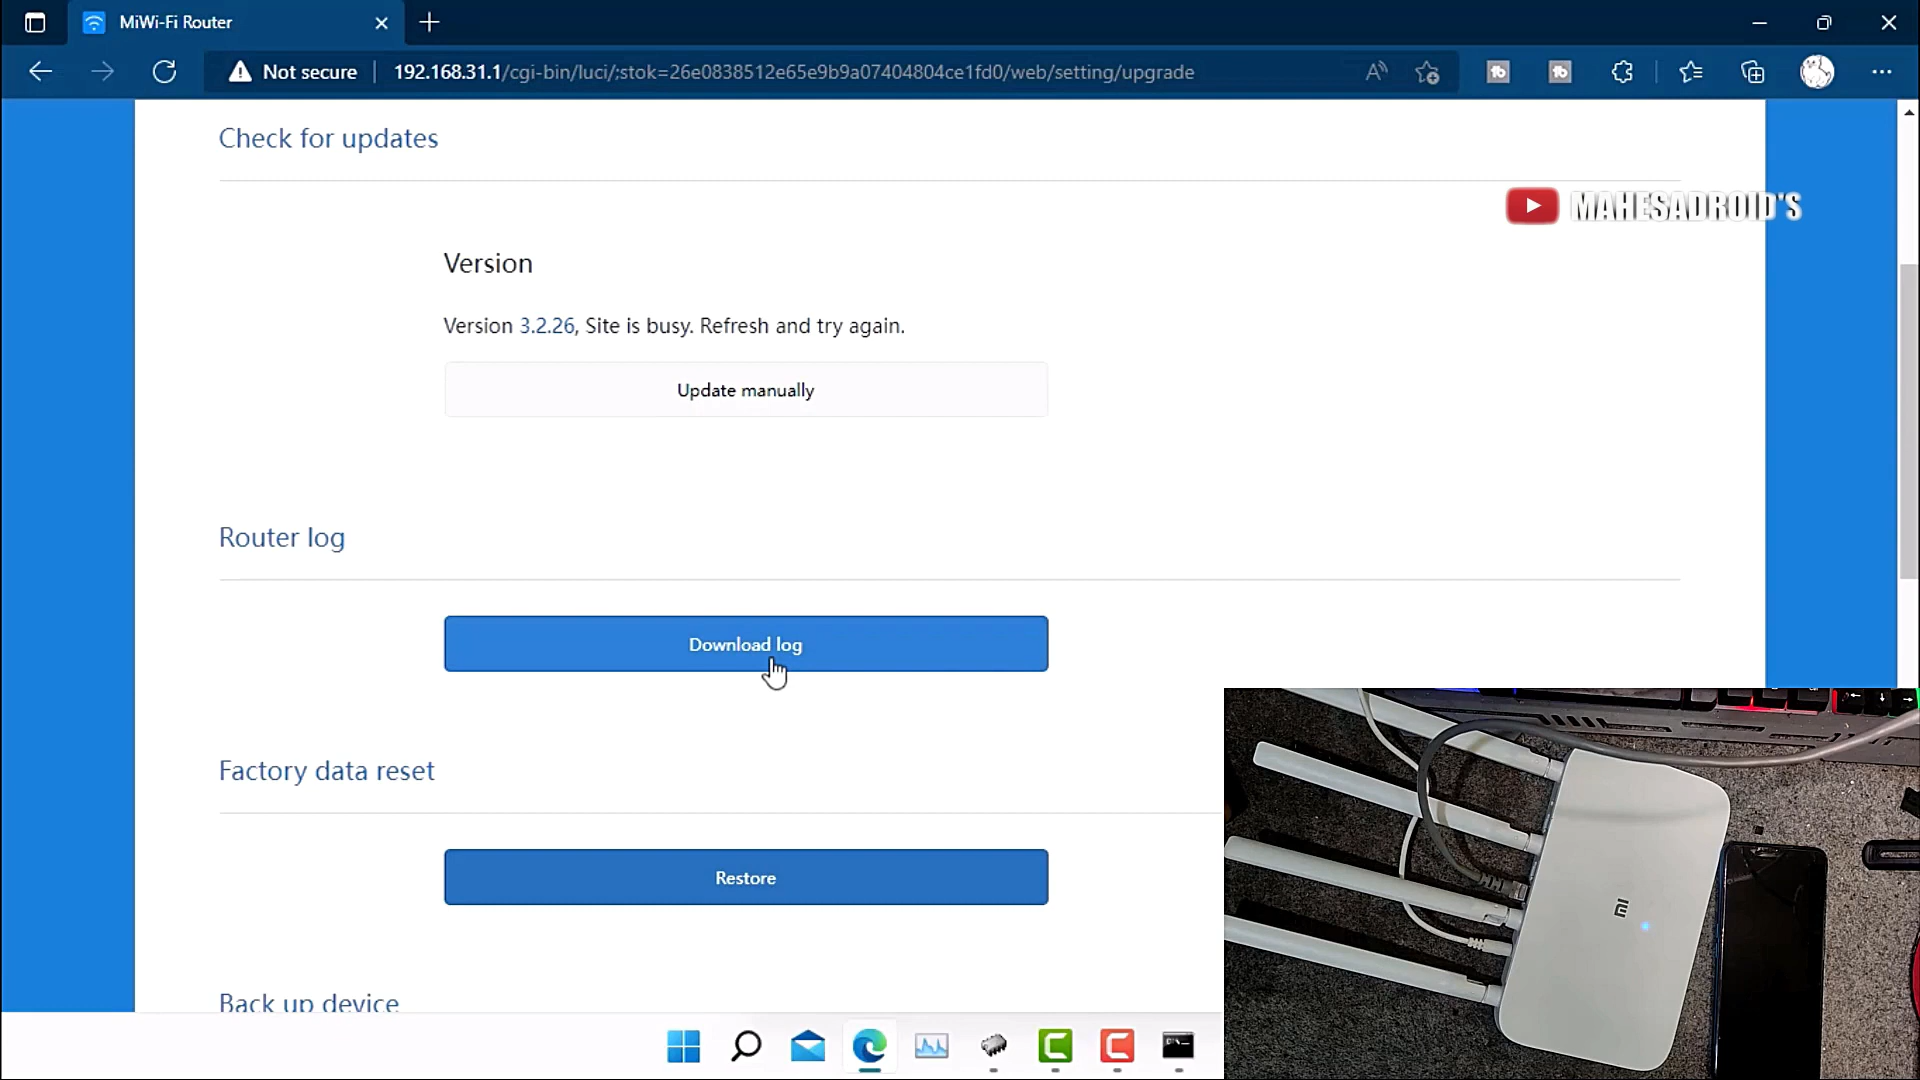 MiWi-Fi Router
Not secure
192.168.31.1/cgi-bin/luci/;stok=26e0838512e65e9b9a07404804ce1fd0/web/setting/upgrade
Check for updates
MAHESADROID'S
Version
Version 3.2.26, Site is busy. Refresh and try again.
Update manually
Router log
Download log
Factory data reset
Restore
Back up device